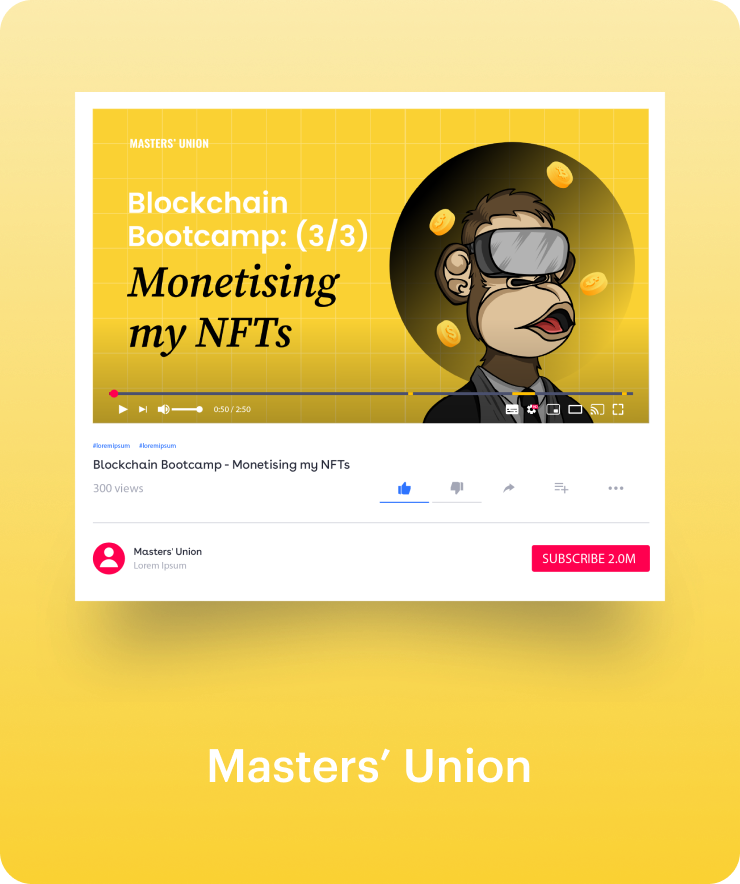 MASTERS' UNION
Blockchain
Bootcamp: (3/3)
Monetising
my NFTs
0:50 / 2:50
#loremipsum #loremipsum
Blockchain Bootcamp - Monetising my NFTs
300 views
Masters' Union
Lorem Ipsum
SUBSCRIBE 2.0M
Masters’ Union